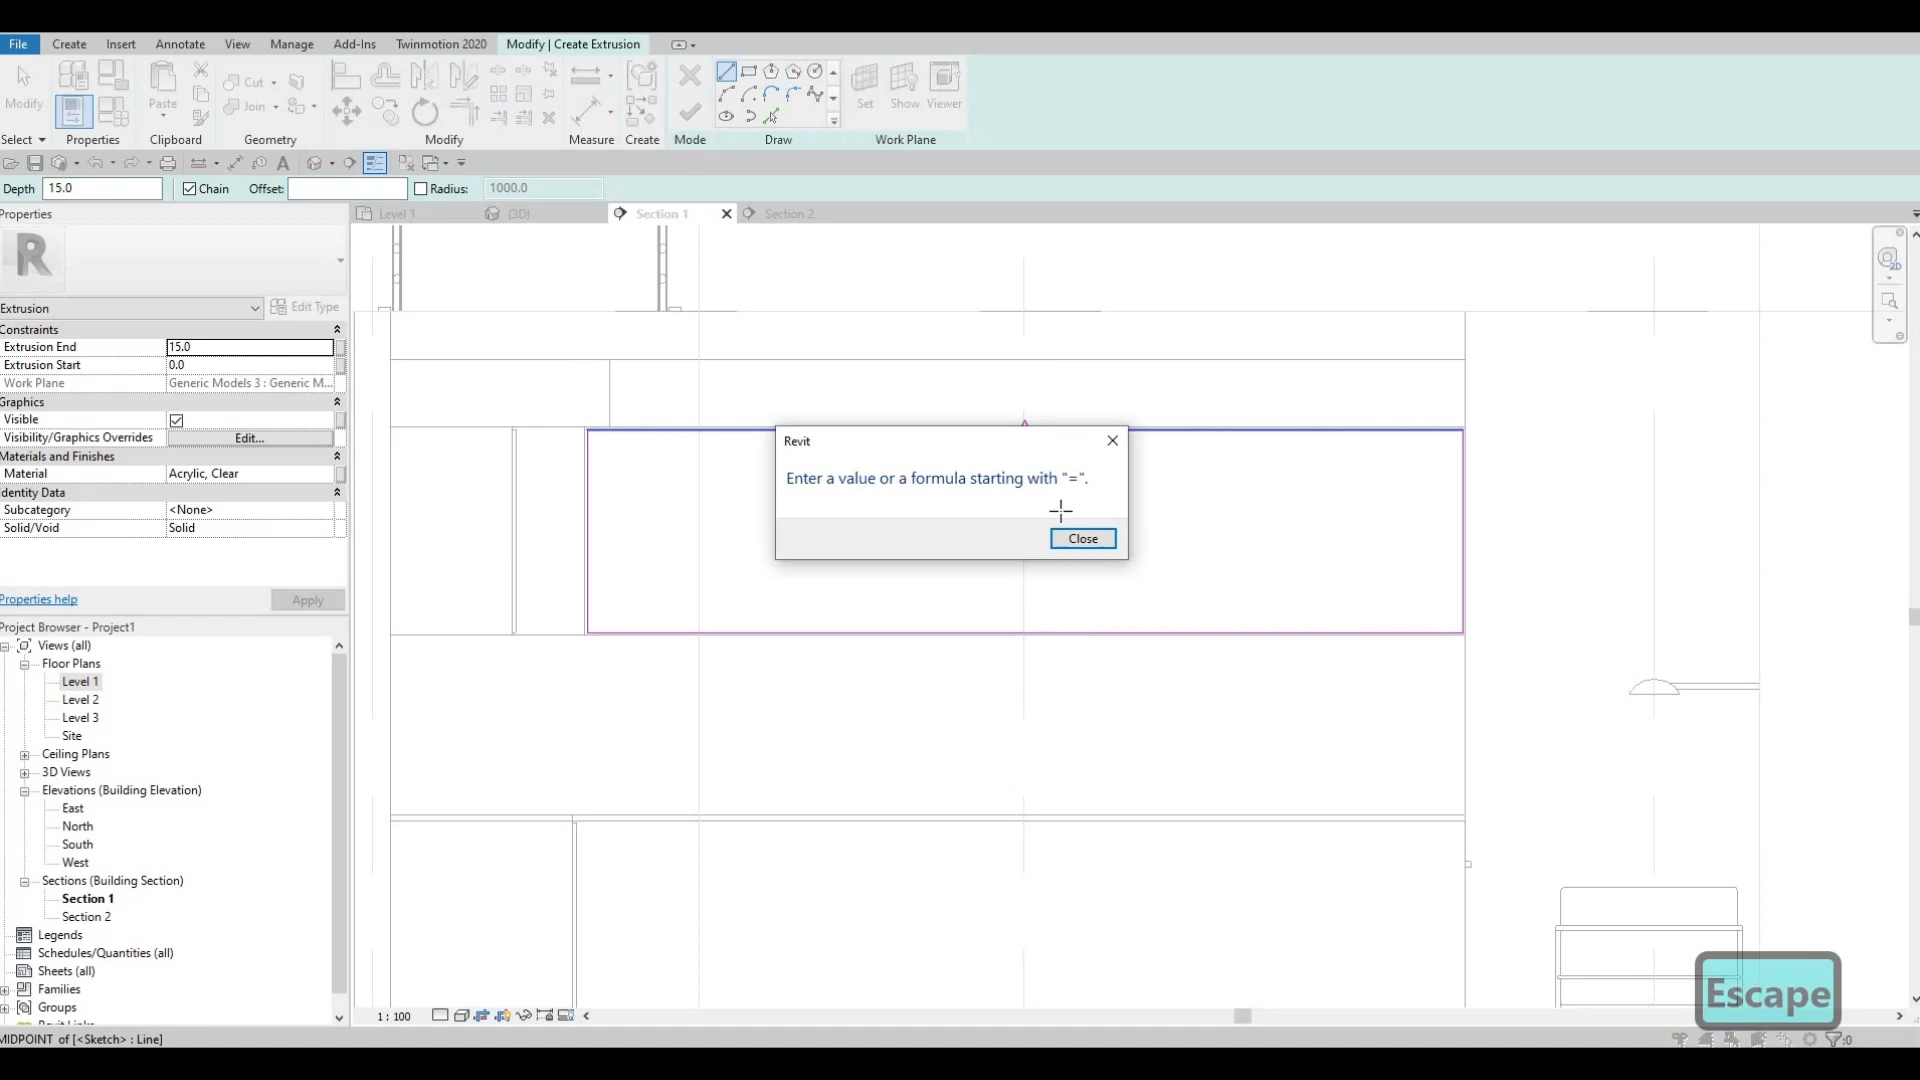 File Create Insert Annotate View Manage Add-Ins Twinmotion 2020 Modify | Create Extrusion
Cut
Join
Modify Paste Set Show Viewer
Select Properties Clipboard Geometry Modify Measure Create Mode Draw Work Plane
A
Depth 15.0 Chain Offset: Radius: 1000.0
Properties
Level 1 (3D) Section 1 Section 2
R
2D
Extrusion Edit Type
Constraints
Extrusion End 15.0
Extrusion Start 0.0
Work Plane Generic Models 3 : Generic M...
Graphics
Visible
Visibility/Graphics Overrides Edit...
Materials and Finishes
Material Acrylic, Clear
Identity Data
Subcategory <None>
Solid/Void Solid
Properties help Apply
Revit
Enter a value or a formula starting with "=".
Close
Project Browser - Project1
Views (all)
Floor Plans
Level 1
Level 2
Level 3
Site
Ceiling Plans
3D Views
Elevations (Building Elevation)
East
North
South
West
Sections (Building Section)
Section 1
Section 2
Legends
Schedules/Quantities (all)
Sheets (all)
Families
Groups
Revit Links
Escape
1 : 100
MIDPOINT of [<Sketch> : Line]
:0